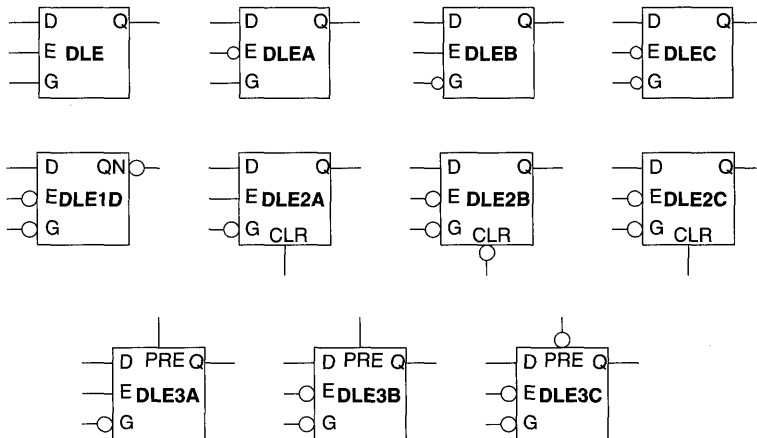 D Q D Q D Q D Q
E DLE E DLEA E DLEB E DLEC
G G G G
D QN D Q D Q D Q
E DLE1D E DLE2A E DLE2B E DLE2C
G G CLR G CLR G CLR
D PRE Q D PRE Q D PRE Q
E DLE3A E DLE3B E DLE3C
G G G